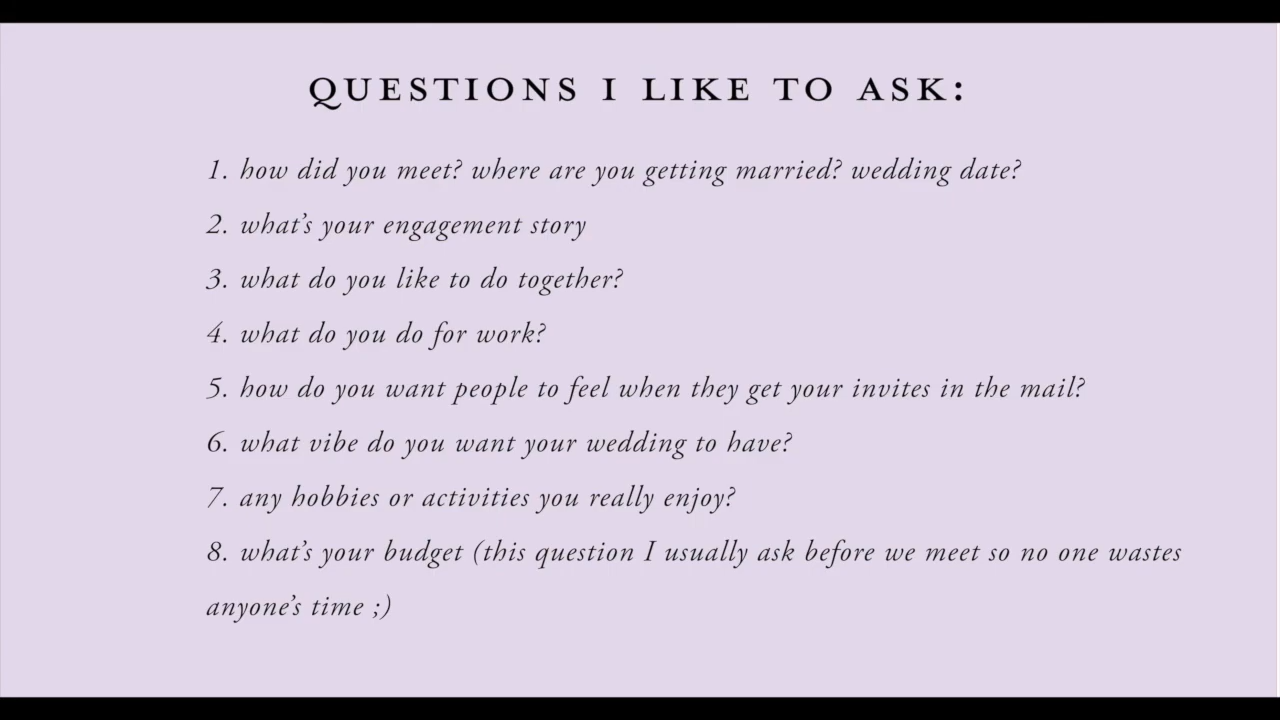 QUESTIONS I LIKE TO ASK:
1. how did you meet? where are you getting married? wedding date?
2. what's your engagement story
3. what do you like to do together?
4. what do you do for work?
5. how do you want people to feel when they get your invites in the mail?
6. what vibe do you want your wedding to have?
7. any hobbies or activities you really enjoy?
8. what's your budget (this question I usually ask before we meet so no one wastes
anyone's time ;)